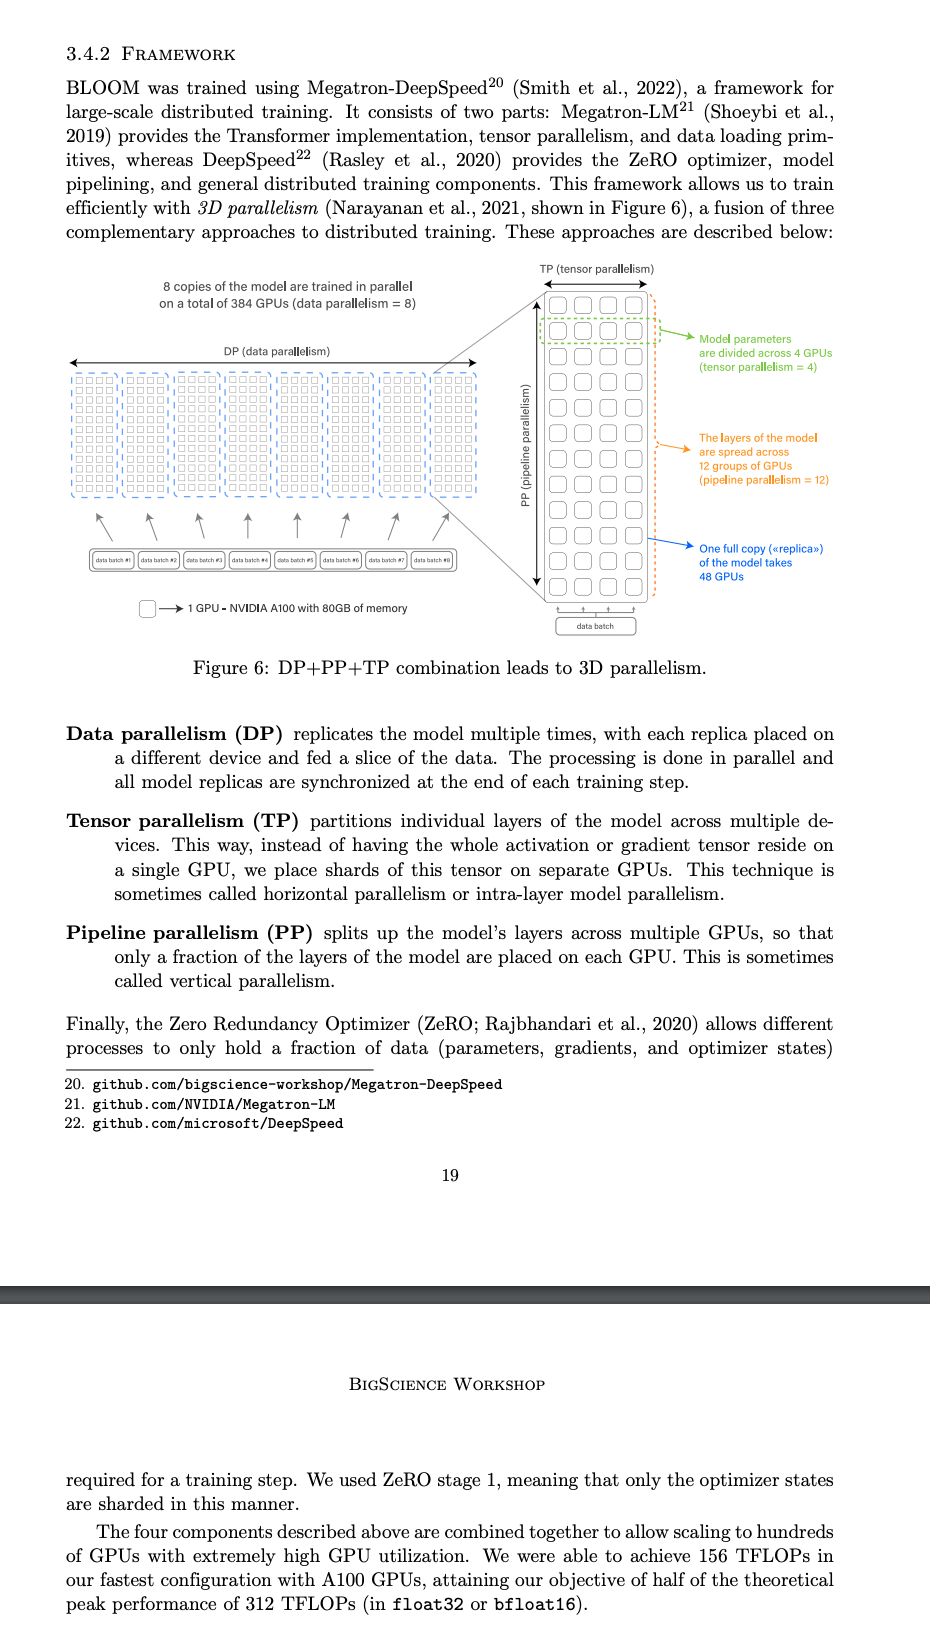 3.4.2 Framework
BLOOM was trained using Megatron-DeepSpeed20 (Smith et al., 2022), a framework for
large-scale distributed training. It consists of two parts: Megatron-LM21 (Shoeybi et al.,
2019) provides the Transformer implementation, tensor parallelism, and data loading prim-
itives, whereas DeepSpeed22 (Rasley et al., 2020) provides the ZeRO optimizer, model
pipelining, and general distributed training components. This framework allows us to train
efficiently with 3D parallelism (Narayanan et al., 2021, shown in Figure 6), a fusion of three
complementary approaches to distributed training. These approaches are described below:
8 copies of the model are trained in parallel
on a total of 384 GPUs (data parallelism = 8)
DP (data parallelism)
data batch #1 data batch #2 data batch #3 data batch #4 data batch #5 data batch #6 data batch #7 data batch #8
1 GPU - NVIDIA A100 with 80GB of memory
TP (tensor parallelism)
PP (pipeline parallelism)
Model parameters
are divided across 4 GPUs
(tensor parallelism = 4)
The layers of the model
are spread across
12 groups of GPUs
(pipeline parallelism = 12)
One full copy («replica»)
of the model takes
48 GPUs
data batch
Figure 6: DP+PP+TP combination leads to 3D parallelism.
Data parallelism (DP) replicates the model multiple times, with each replica placed on
a different device and fed a slice of the data. The processing is done in parallel and
all model replicas are synchronized at the end of each training step.
Tensor parallelism (TP) partitions individual layers of the model across multiple de-
vices. This way, instead of having the whole activation or gradient tensor reside on
a single GPU, we place shards of this tensor on separate GPUs. This technique is
sometimes called horizontal parallelism or intra-layer model parallelism.
Pipeline parallelism (PP) splits up the model's layers across multiple GPUs, so that
only a fraction of the layers of the model are placed on each GPU. This is sometimes
called vertical parallelism.
Finally, the Zero Redundancy Optimizer (ZeRO; Rajbhandari et al., 2020) allows different
processes to only hold a fraction of data (parameters, gradients, and optimizer states)
20. github.com/bigscience-workshop/Megatron-DeepSpeed
21. github.com/NVIDIA/Megatron-LM
22. github.com/microsoft/DeepSpeed
19
BigScience Workshop
required for a training step. We used ZeRO stage 1, meaning that only the optimizer states
are sharded in this manner.
The four components described above are combined together to allow scaling to hundreds
of GPUs with extremely high GPU utilization. We were able to achieve 156 TFLOPs in
our fastest configuration with A100 GPUs, attaining our objective of half of the theoretical
peak performance of 312 TFLOPs (in float32 or bfloat16).